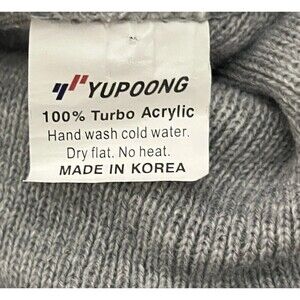 YUPOONG
100% Turbo Acrylic
Hand wash cold water.
Dry flat. No heat.
MADE IN KOREA